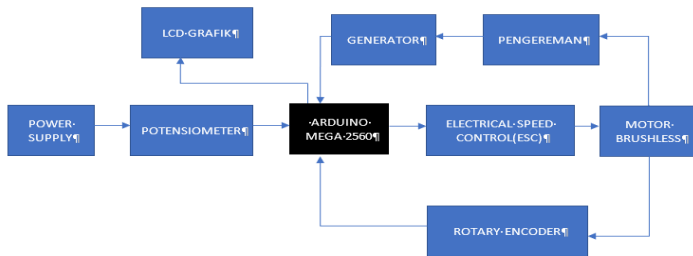 LCD·GRAFIK¶
GENERATOR¶
PENGEREMAN¶
POWER·
SUPPLY¶
POTENSIOMETER¶
·ARDUINO·
MEGA·2560¶
ELECTRICAL·SPEED·
CONTROL(ESC)¶
MOTOR·
BRUSHLESS¶
ROTARY·ENCODER¶